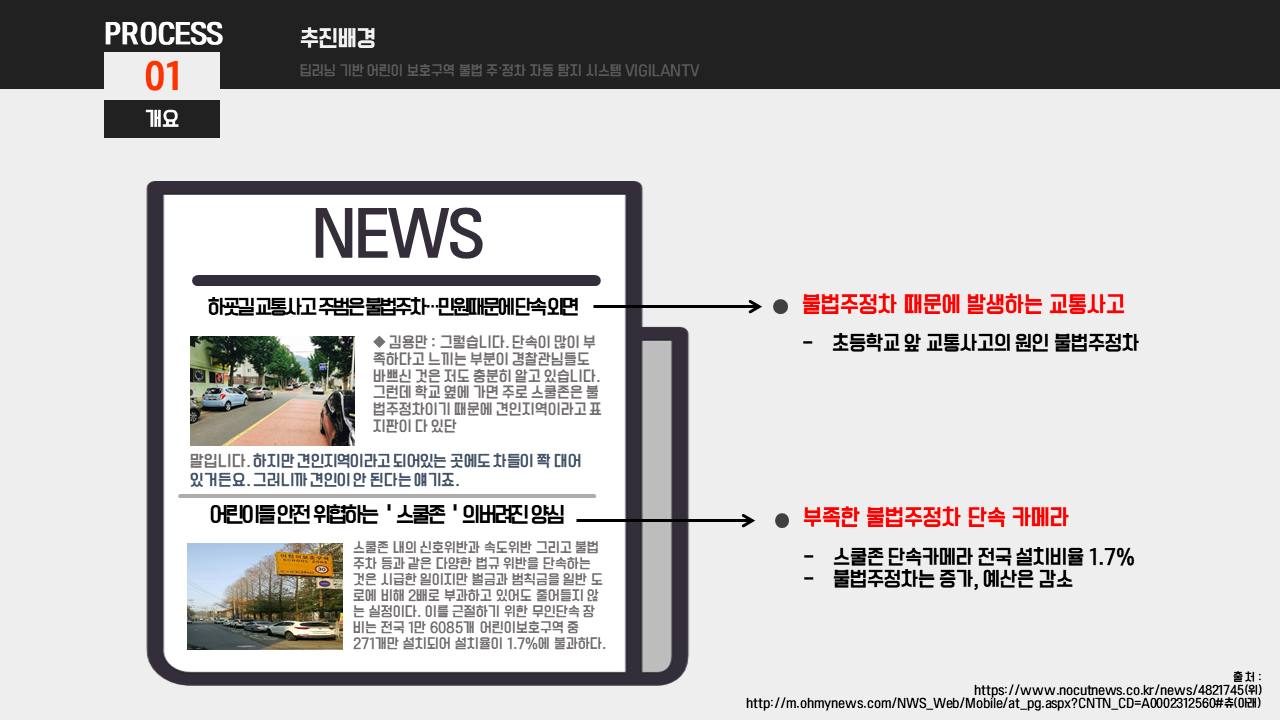 PROCESS
01
개요
추진배경
딥러닝 기반 어린이 보호구역 불법 주·정차 자동 탐지 시스템 VIGILANTV
NEWS
하굣길 교통사고 주범은 불법주차…민원때문에 단속 외면
◆ 김용만 : 그렇습니다. 단속이 많이 부
족하다고 느끼는 부분이 경찰관님들도
바쁘신 것은 저도 충분히 알고 있습니다.
그런데 학교 옆에 가면 주로 스쿨존은 불
법주정차이기 때문에 견인지역이라고 표
지판이 다 있단
말입니다. 하지만 견인지역이라고 되어있는 곳에도 차들이 쫙 대어
있거든요. 그러니까 견인이 안 된다는 얘기죠.
어린이들 안전 위협하는 '스쿨존'의 버려진 양심
어린이보호구역
30
스쿨존 내의 신호위반과 속도위반 그리고 불법
주차 등과 같은 다양한 법규 위반을 단속하는
것은 시급한 일이지만 벌금과 범칙금을 일반 도
로에 비해 2배로 부과하고 있어도 줄어들지 않
는 실정이다. 이를 근절하기 위한 무인단속 장
비는 전국 1만 6085개 어린이보호구역 중
271개만 설치되어 설치율이 1.7%에 불과하다.
● 불법주정차 때문에 발생하는 교통사고
- 초등학교 앞 교통사고의 원인 불법주정차
● 부족한 불법주정차 단속 카메라
- 스쿨존 단속카메라 전국 설치비율 1.7%
- 불법주정차는 증가, 예산은 감소
출처 :
https://www.nocutnews.co.kr/news/4821745(위)
http://m.ohmynews.com/NWS_Web/Mobile/at_pg.aspx?CNTN_CD=A0002312560#츄(아래)